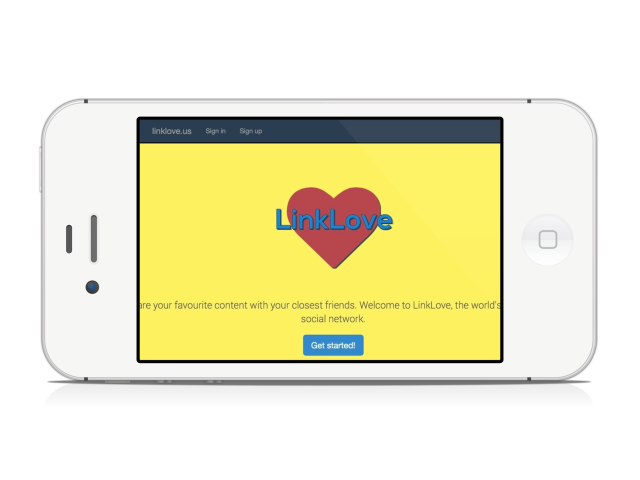 linklove.us Sign in Sign up
LinkLove
are your favourite content with your closest friends. Welcome to LinkLove, the world's
social network.
Get started!